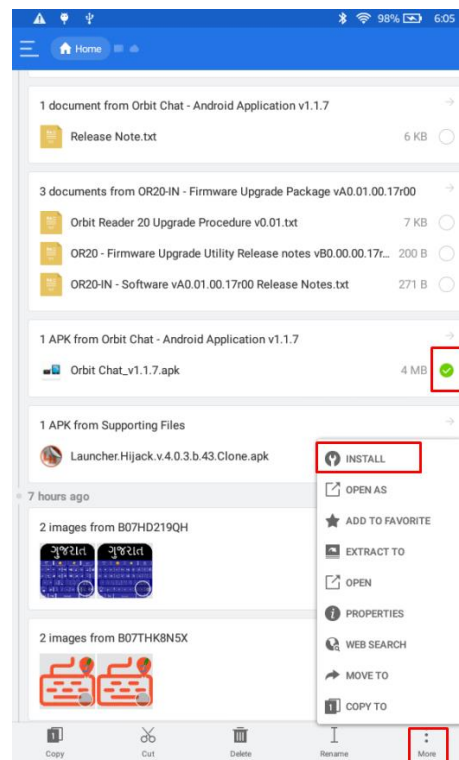 98% 6:05
Home
1 document from Orbit Chat - Android Application v1.1.7
Release Note.txt 6 KB
3 documents from OR20-IN - Firmware Upgrade Package vA0.01.00.17r00
Orbit Reader 20 Upgrade Procedure v0.01.txt 7 KB
OR20 - Firmware Upgrade Utility Release notes vB0.00.00.17r... 200 B
OR20-IN - Software vA0.01.00.17r00 Release Notes.txt 271 B
1 APK from Orbit Chat - Android Application v1.1.7
Orbit Chat_v1.1.7.apk 4 MB
1 APK from Supporting Files
Launcher.Hijack.v.4.0.3.b.43.Clone.apk
INSTALL
7 hours ago
OPEN AS
2 images from B07HD219QH
ADD TO FAVORITE
ગુજરાત ગુજરાત
EXTRACT TO
OPEN
PROPERTIES
2 images from B07THK8N5X
WEB SEARCH
MOVE TO
COPY TO
Copy Cut Delete Rename More